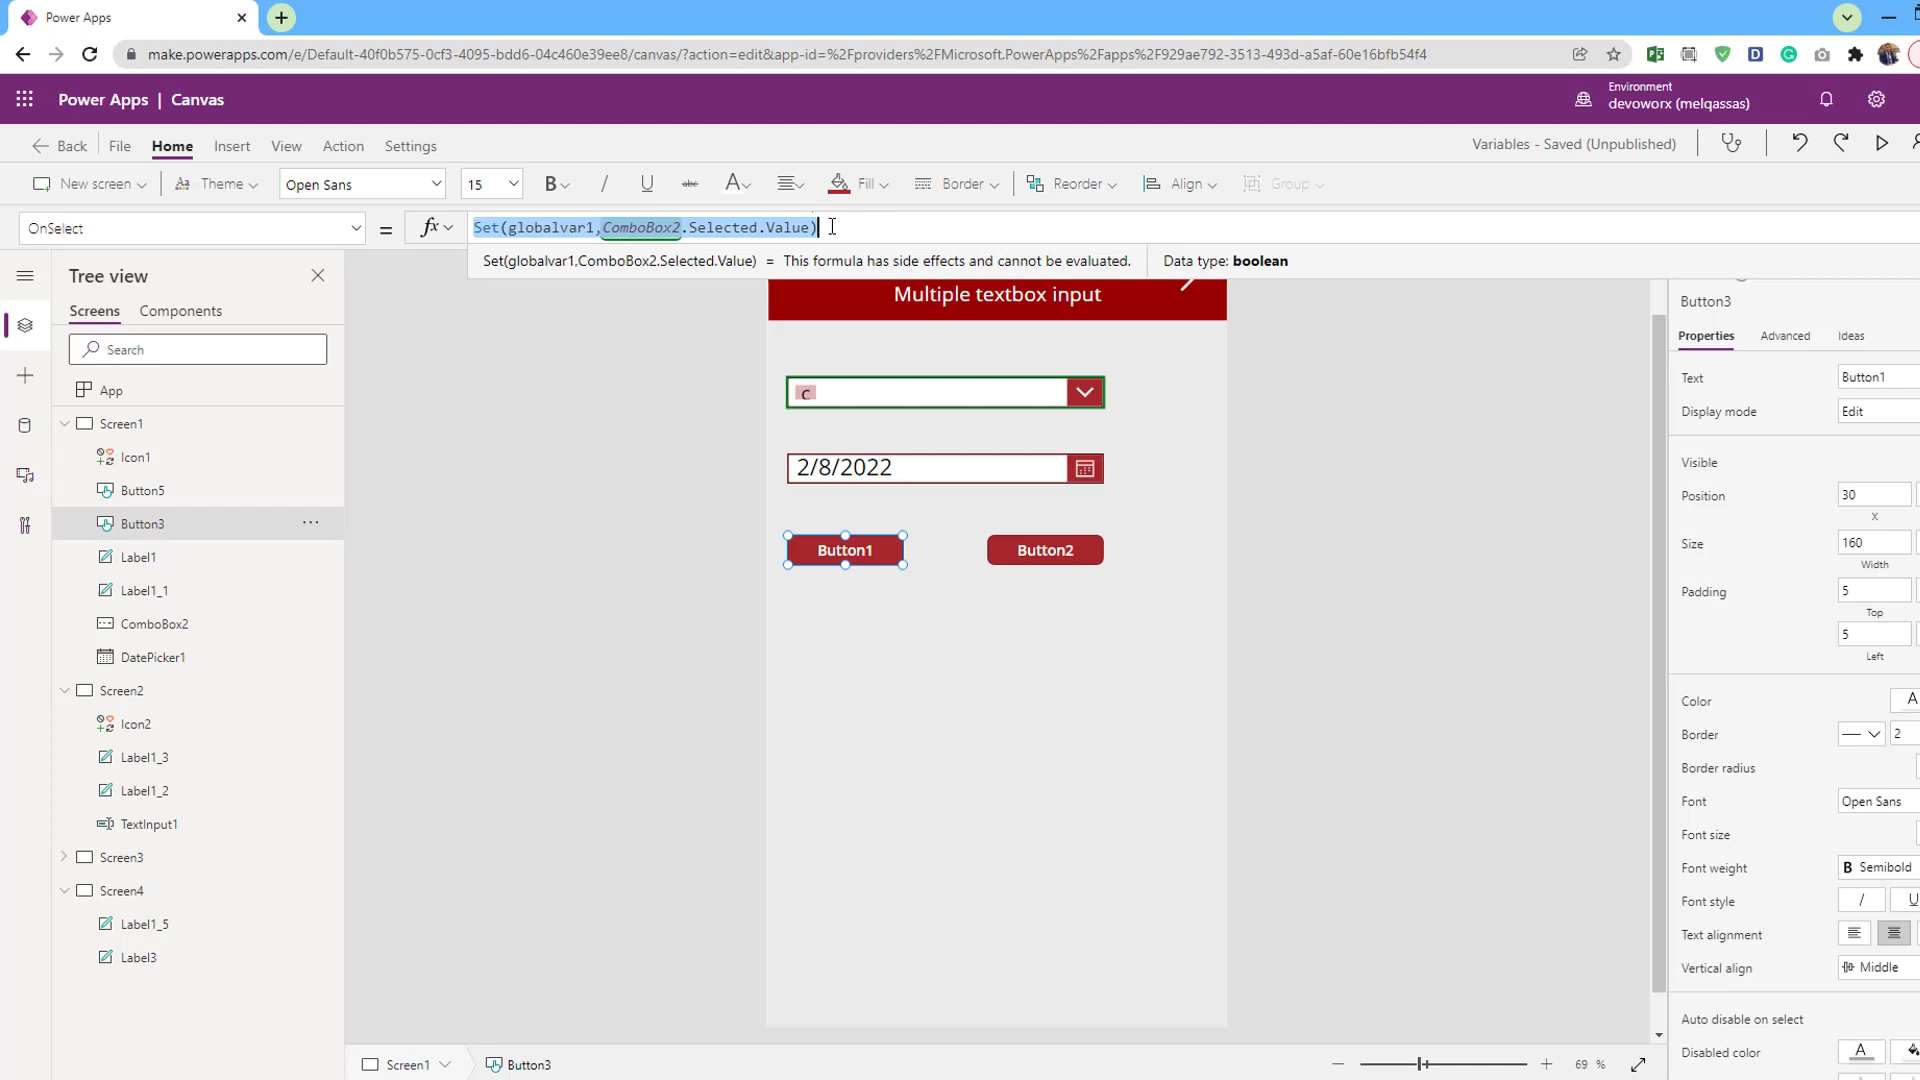 Power Apps
make.powerapps.com/e/Default-40f0b575-0cf3-4095-bdd6-04c460e39ee8/canvas/?action=edit&app-id=%2Fproviders%2FMicrosoft.PowerApps%2Fapps%2F929ae792-3513-493d-a5af-60e16bfb54f4
Power Apps | Canvas
Environment
devoworx (melqassas)
Back File Home Insert View Action Settings
Variables - Saved (Unpublished)
New screen Theme Open Sans 15 B / U abc A Fill Border Reorder Align Group
OnSelect = fx Set(globalvar1,ComboBox2.Selected.Value)
Set(globalvar1,ComboBox2.Selected.Value) = This formula has side effects and cannot be evaluated. Data type: boolean
Tree view
Screens Components
Search
App
Screen1
Icon1
Button5
Button3 ...
Label1
Label1_1
ComboBox2
DatePicker1
Screen2
Icon2
Label1_3
Label1_2
TextInput1
Screen3
Screen4
Label1_5
Label3
Multiple textbox input
c
2/8/2022
Button1 Button2
Button3
Properties Advanced Ideas
Text Button1
Display mode Edit
Visible
Position 30
X
Size 160
Width
Padding 5
Top
5
Left
Color A
Border 2
Border radius
Font Open Sans
Font size
Font weight B Semibold
Font style / U
Text alignment
Vertical align Middle
Auto disable on select
Disabled color A
Screen1 Button3 69 %